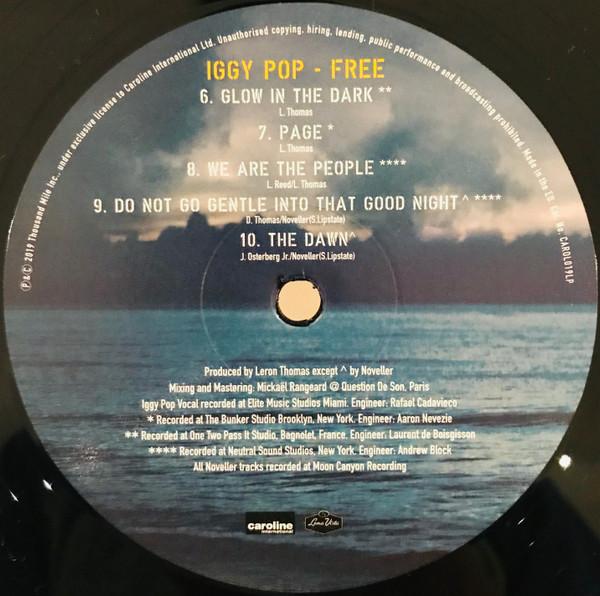 ℗ & © 2019 Thousand Mile Inc., under exclusive license to Caroline International Ltd. Unauthorised copying, hiring, lending, public performance and broadcasting prohibited. Made in the EU. Cat No. CAROL019LP
IGGY POP - FREE
6. GLOW IN THE DARK **
L. Thomas
7. PAGE *
L. Thomas
8. WE ARE THE PEOPLE ****
L. Reed/L. Thomas
9. DO NOT GO GENTLE INTO THAT GOOD NIGHT ^ ****
D. Thomas/Noveller(S.Lipstate)
10. THE DAWN^
J. Osterberg Jr./Noveller(S.Lipstate)
Produced by Leron Thomas except ^ by Noveller
Mixing and Mastering: Mickaël Rangeard @ Question De Son, Paris
Iggy Pop Vocal recorded at Elite Music Studios Miami. Engineer: Rafael Cadavieco
* Recorded at The Bunker Studio Brooklyn, New York. Engineer: Aaron Nevezie
** Recorded at One Two Pass It Studio, Bagnolet, France. Engineer: Laurent de Boisgisson
**** Recorded at Neutral Sound Studios, New York. Engineer: Andrew Block
All Noveller tracks recorded at Moon Canyon Recording
caroline
international
Loma Vista